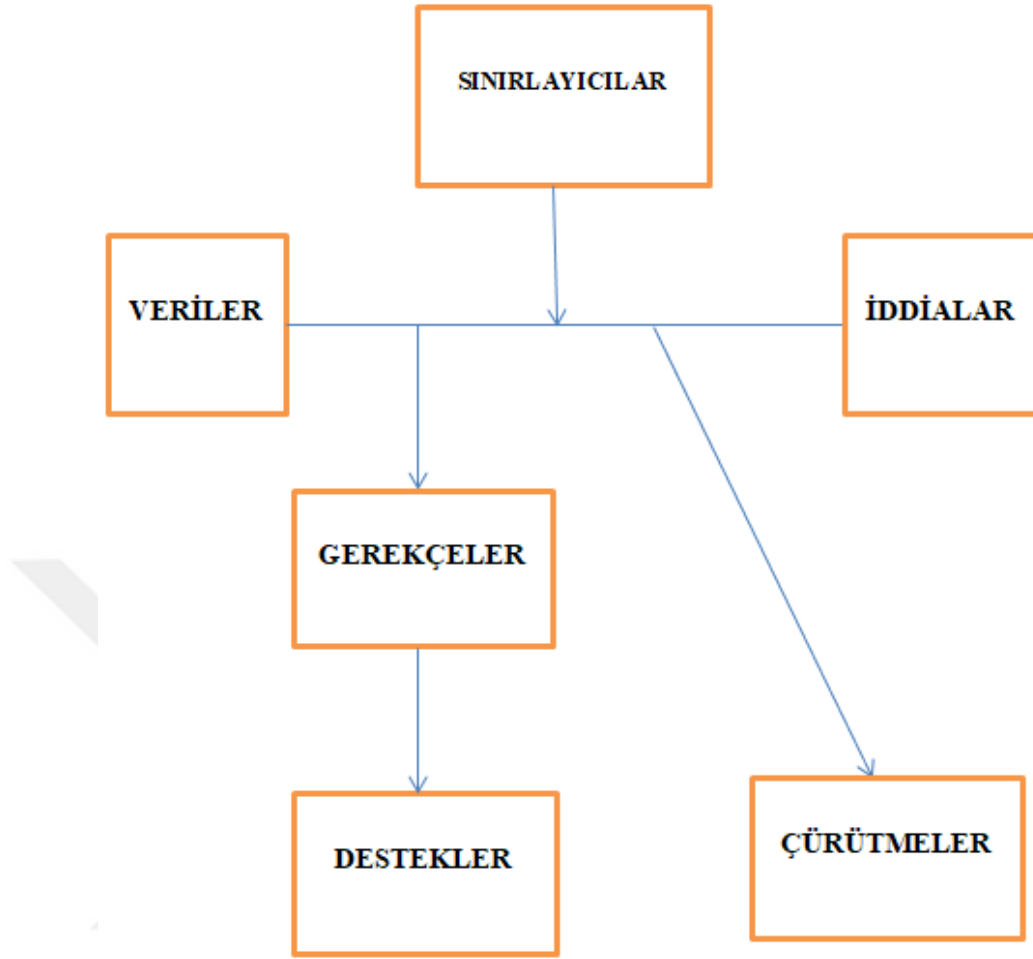 SINIRLAYICILAR
VERİLER
İDDİALAR
GEREKÇELER
DESTEKLER
ÇÜRÜTMELER